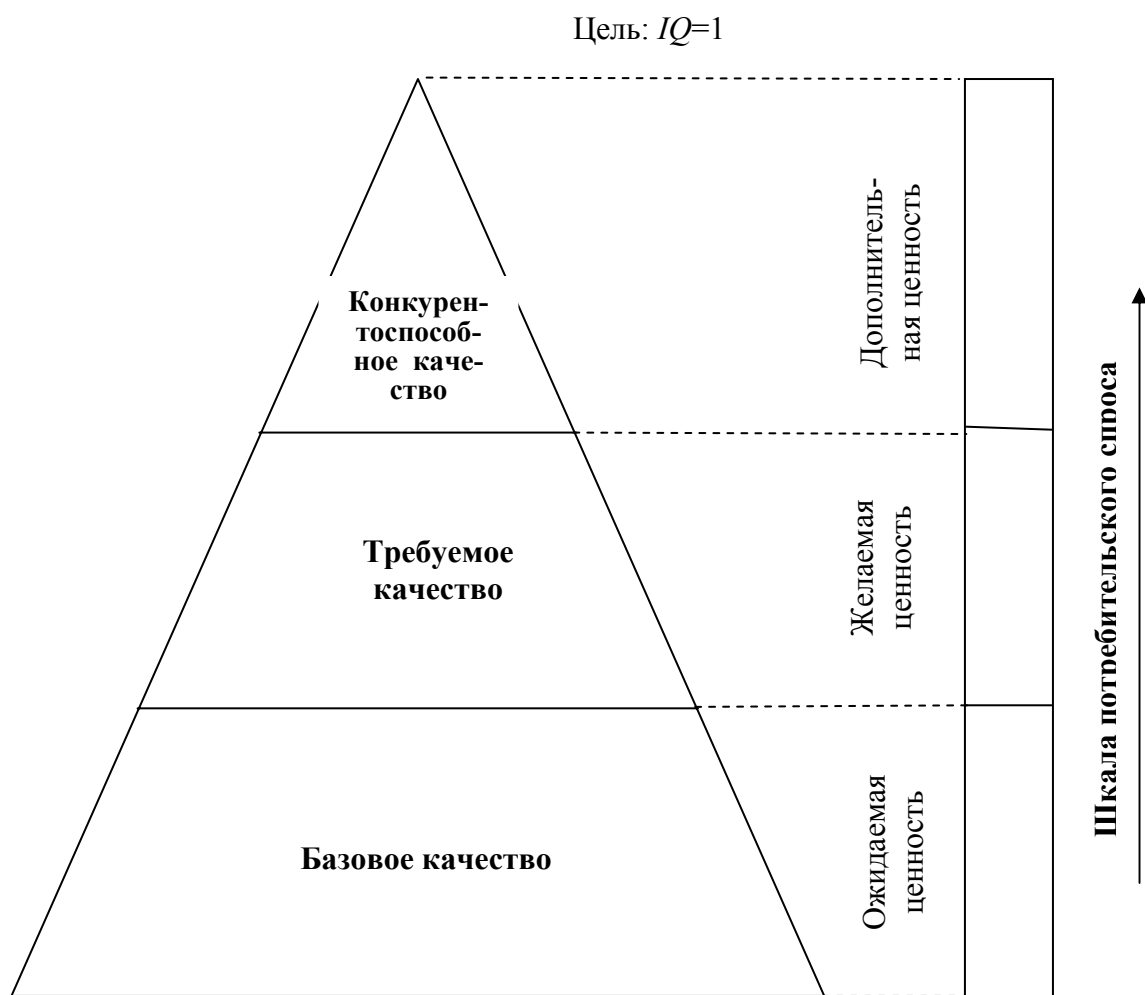 Цель: IQ=1
Конкурен-
тоспособ-
ное каче-
ство
Дополнитель-
ная ценность
Требуемое
качество
Желаемая
ценность
Базовое качество
Ожидаемая
ценность
Шкала потребительского спроса